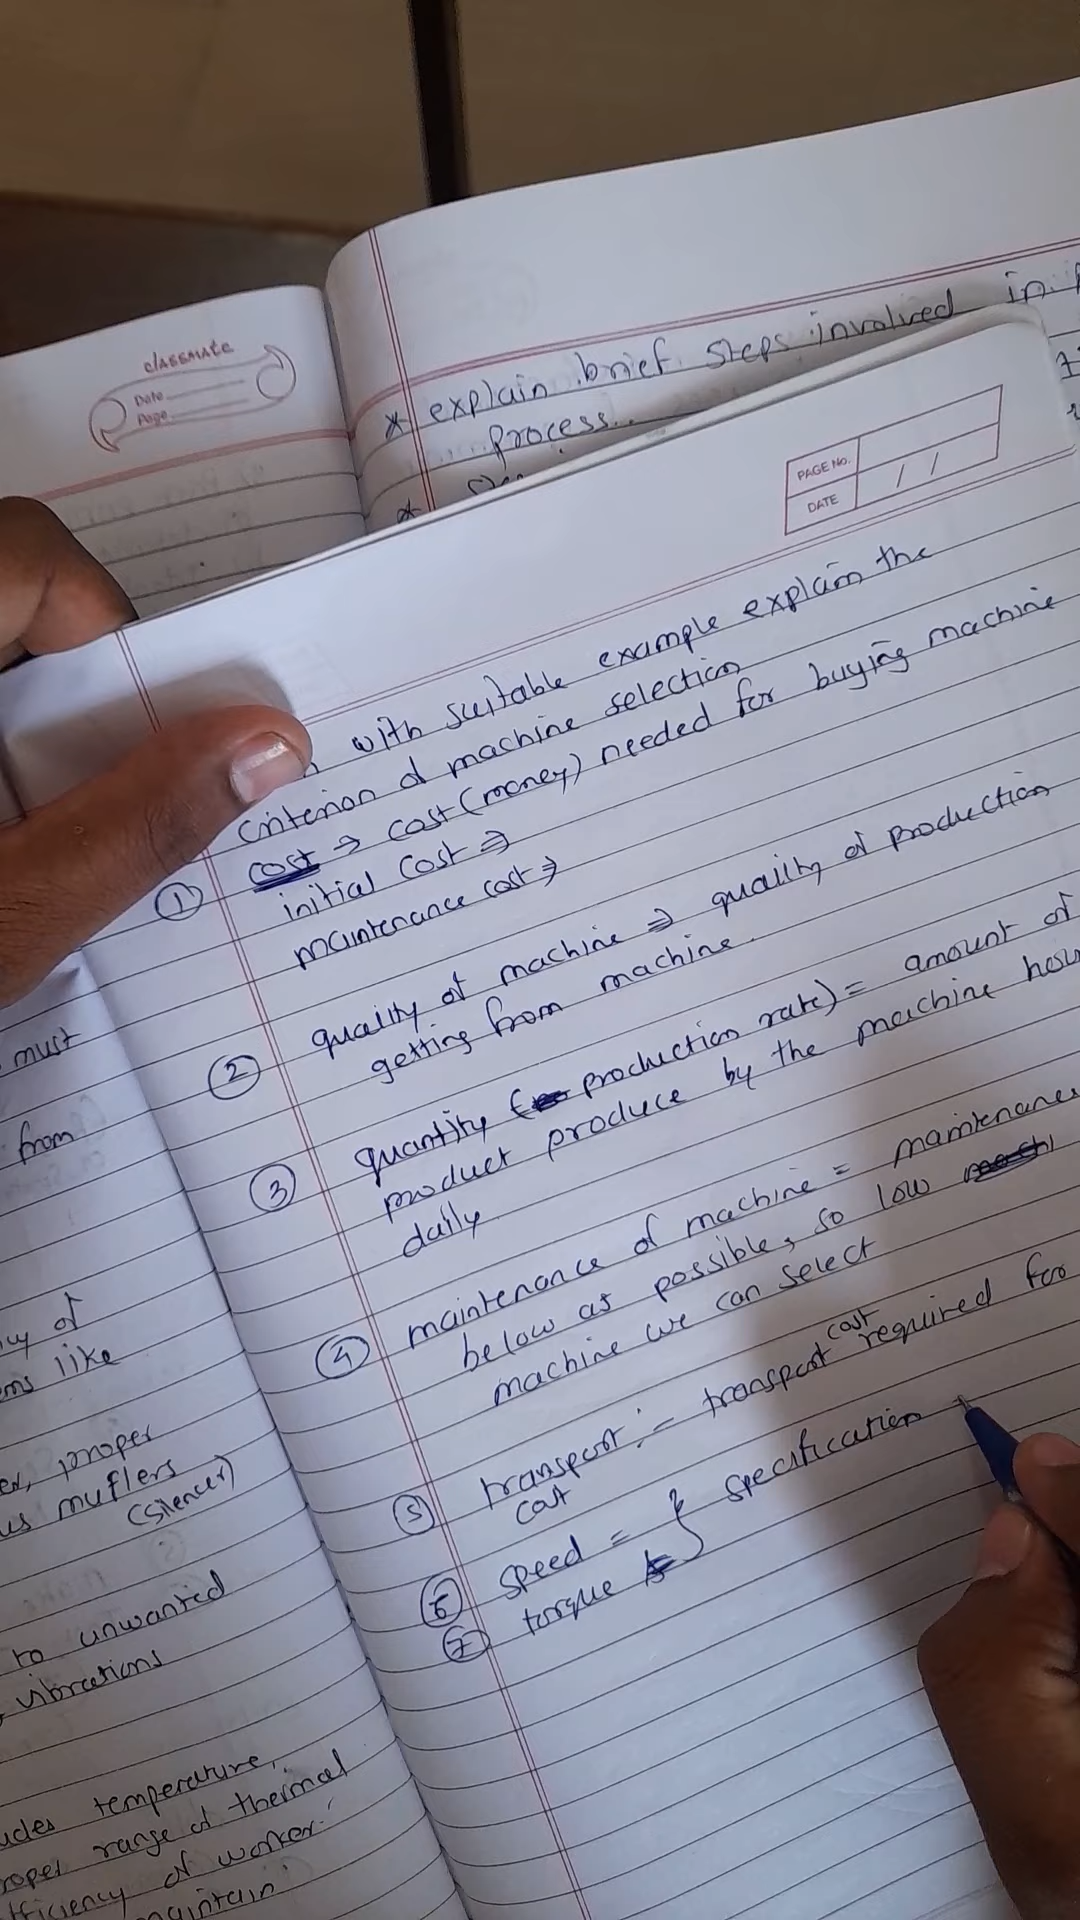 classmate
Date
Page
* explain brief steps involved in
process..
*
PAGE No.
DATE / /
with suitable example explain the
criterion of machine selection
① cost → cost (money) needed for buying machine
initial cost ⇒
maintenance cost ⇒
② quality of machine ⇒ quality of production
getting from machine.
③ quantity (production rate) = amount of
product produce by the machine hour
daily
④ maintenance of machine = maintenance
below as possible, so low
machine we can select
⑤ transport :- transport cost required for
cost
⑥ speed = } specification
⑦ torque
must
from
of
like
proper
muflers
(silencer)
to unwanted
vibrations
temperature,
range of thermal
of worker.